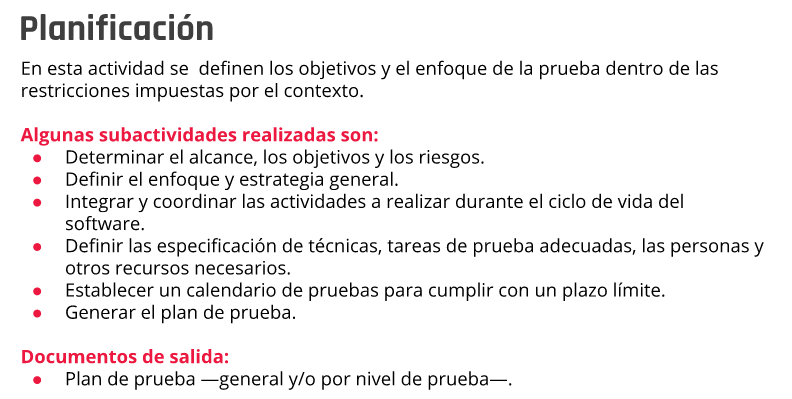 Planificación
En esta actividad se  definen los objetivos y el enfoque de la prueba dentro de las
restricciones impuestas por el contexto.
Algunas subactividades realizadas son:
● Determinar el alcance, los objetivos y los riesgos.
● Definir el enfoque y estrategia general.
● Integrar y coordinar las actividades a realizar durante el ciclo de vida del
software.
● Definir las especificación de técnicas, tareas de prueba adecuadas, las personas y
otros recursos necesarios.
● Establecer un calendario de pruebas para cumplir con un plazo límite.
● Generar el plan de prueba.
Documentos de salida:
● Plan de prueba —general y/o por nivel de prueba—.